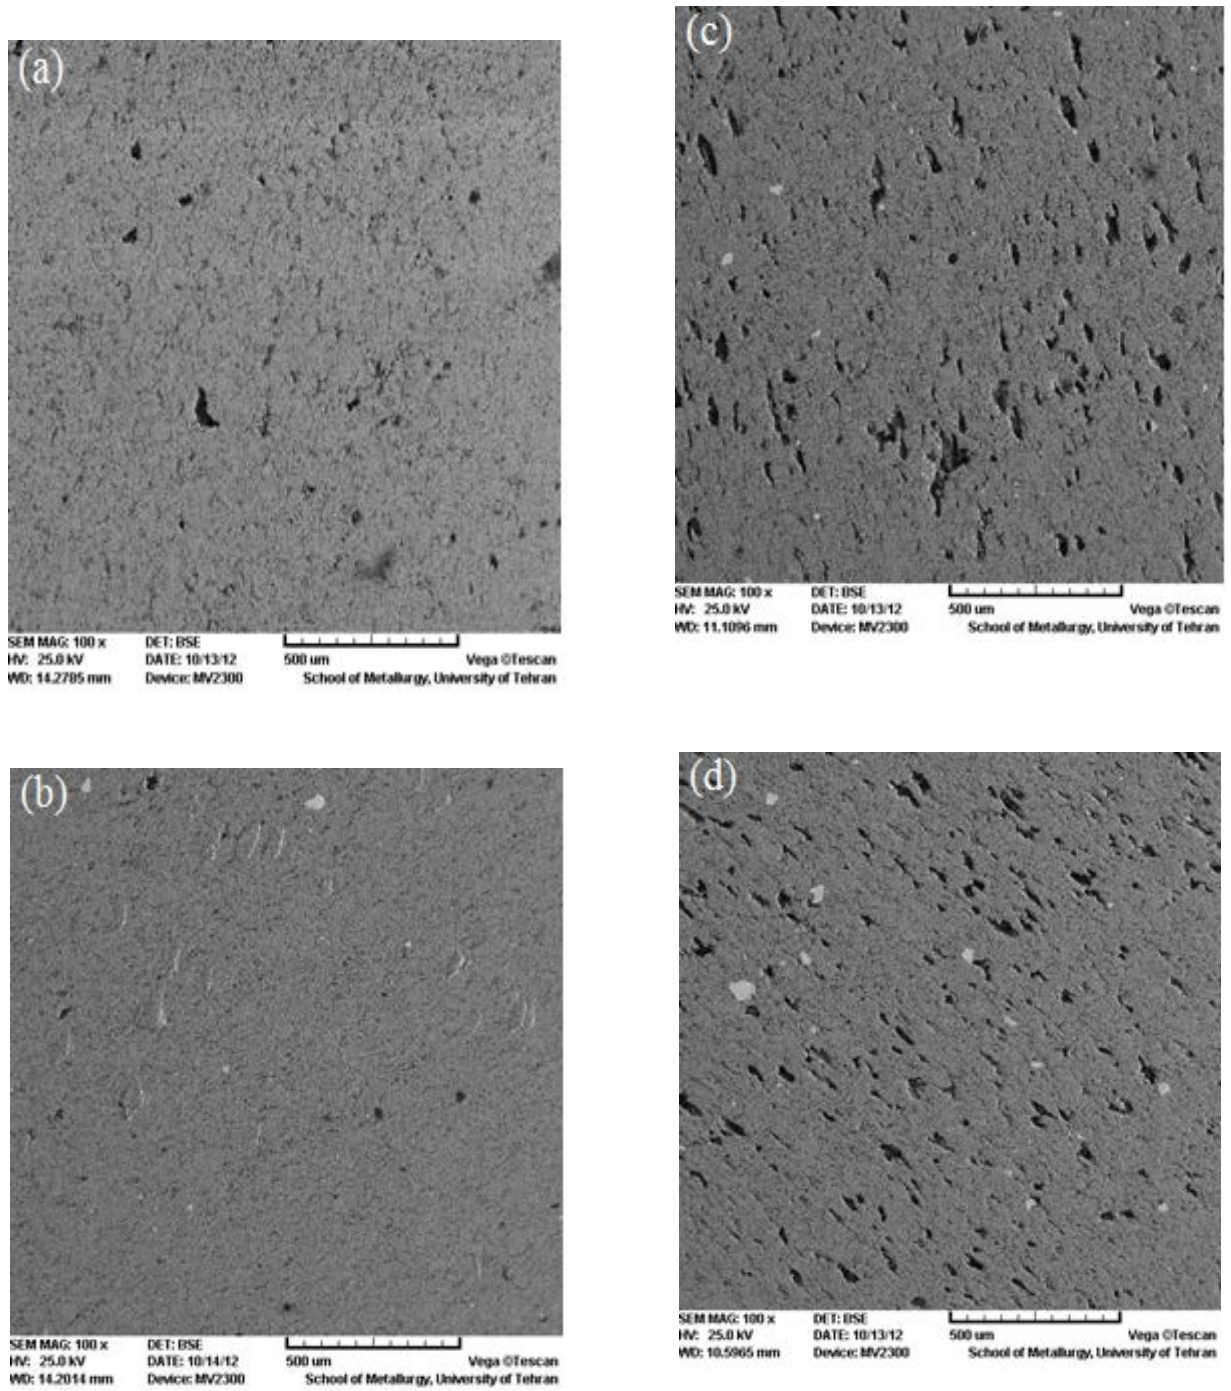 (a)
SEM MAG: 100 x DET: BSE
HV: 25.0 kV DATE: 10/13/12 500 um Vega ©Tescan
WD: 14.2785 mm Device: MV2300 School of Metallurgy, University of Tehran
(c)
SEM MAG: 100 x DET: BSE
HV: 25.0 kV DATE: 10/13/12 500 um Vega ©Tescan
WD: 11.1096 mm Device: MV2300 School of Metallurgy, University of Tehran
(b)
SEM MAG: 100 x DET: BSE
HV: 25.0 kV DATE: 10/14/12 500 um Vega ©Tescan
WD: 14.2014 mm Device: MV2300 School of Metallurgy, University of Tehran
(d)
SEM MAG: 100 x DET: BSE
HV: 25.0 kV DATE: 10/13/12 500 um Vega ©Tescan
WD: 10.5965 mm Device: MV2300 School of Metallurgy, University of Tehran